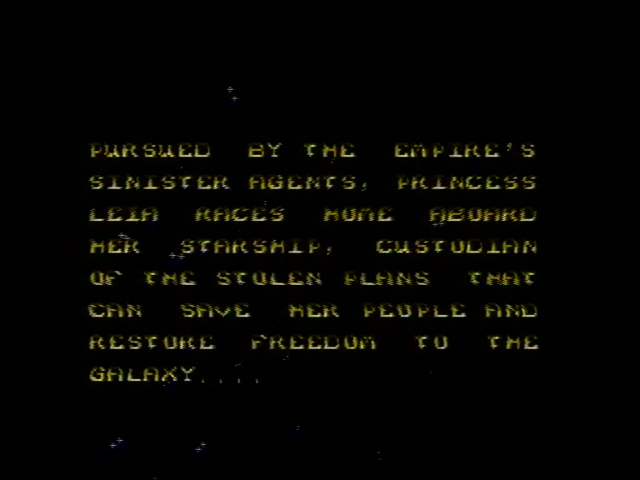 PURSUED BY THE EMPIRE'S
SINISTER AGENTS, PRINCESS
LEIA RACES HOME ABOARD
HER STARSHIP, CUSTODIAN
OF THE STOLEN PLANS THAT
CAN SAVE HER PEOPLE AND
RESTORE FREEDOM TO THE
GALAXY....